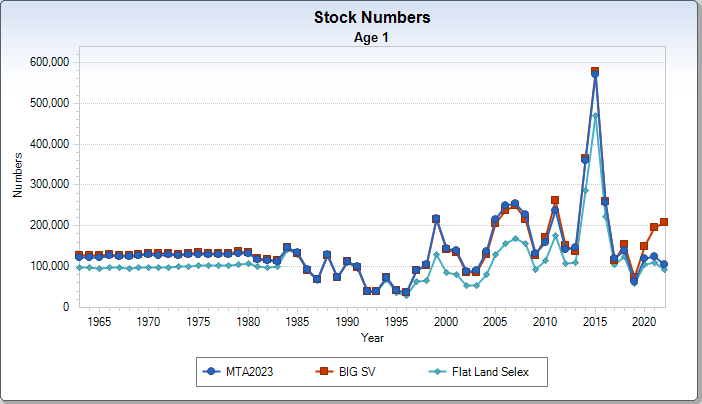 Stock Numbers
Age 1
600,000
500,000
400,000
300,000
200,000
100,000
0
Numbers
1965 1970 1975 1980 1985 1990 1995 2000 2005 2010 2015 2020
Year
MTA2023 BIG SV Flat Land Selex